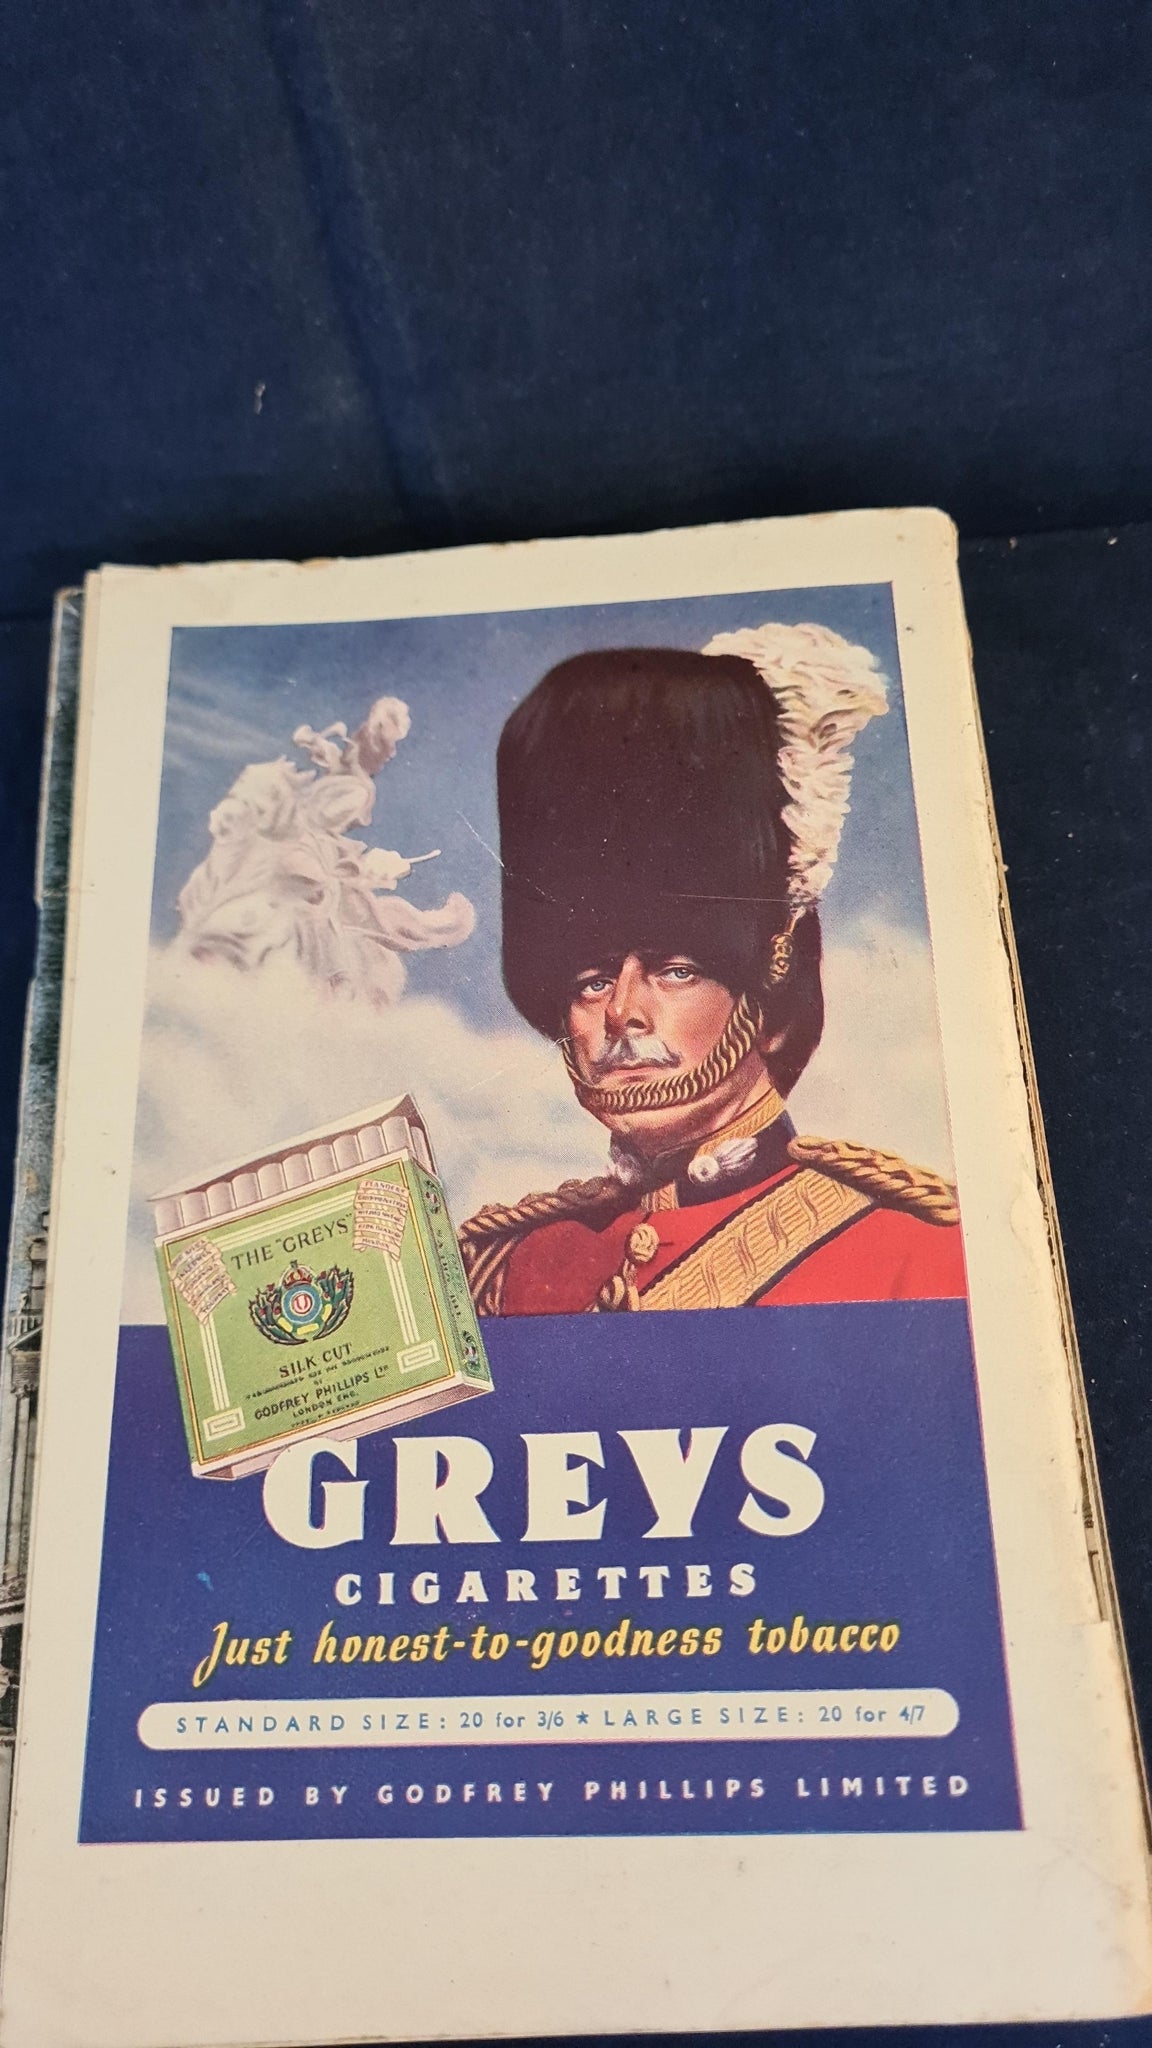 THE "GREYS"
SILK CUT
GODFREY PHILLIPS LTD
LONDON ENG.
GREYS
CIGARETTES
Just honest-to-goodness tobacco
STANDARD SIZE: 20 for 3/6 ★ LARGE SIZE: 20 for 4/7
ISSUED BY GODFREY PHILLIPS LIMITED